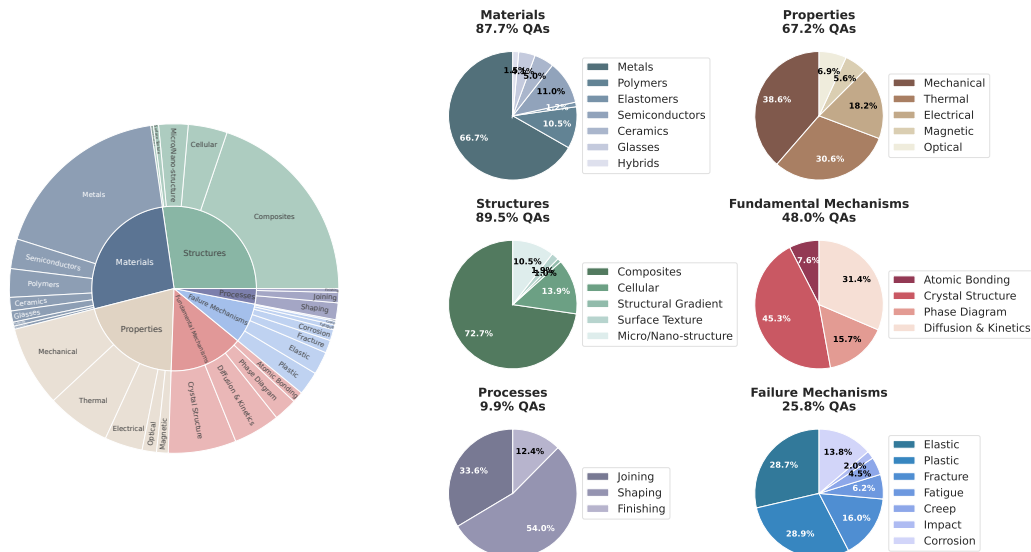 Structures
Materials
Properties
Fundamental Mechanisms
Failure Mechanisms
Processes
Composites
Cellular
Micro/Nano-structure
Metals
Semiconductors
Polymers
Ceramics
Glasses
Mechanical
Thermal
Electrical
Optical
Magnetic
Crystal Structure
Diffusion & Kinetics
Phase Diagram
Atomic Bonding
Plastic
Elastic
Fracture
Corrosion
Shaping
Joining
Materials
87.7% QAs
66.7%
10.5%
1.2%
11.0%
5.0%
1.5%
Metals
Polymers
Elastomers
Semiconductors
Ceramics
Glasses
Hybrids
Properties
67.2% QAs
38.6%
30.6%
18.2%
5.6%
6.9%
Mechanical
Thermal
Electrical
Magnetic
Optical
Structures
89.5% QAs
72.7%
13.9%
1.9%
10.5%
Composites
Cellular
Structural Gradient
Surface Texture
Micro/Nano-structure
Fundamental Mechanisms
48.0% QAs
7.6%
45.3%
15.7%
31.4%
Atomic Bonding
Crystal Structure
Phase Diagram
Diffusion & Kinetics
Processes
9.9% QAs
33.6%
54.0%
12.4%
Joining
Shaping
Finishing
Failure Mechanisms
25.8% QAs
28.7%
28.9%
16.0%
6.2%
4.5%
2.0%
13.8%
Elastic
Plastic
Fracture
Fatigue
Creep
Impact
Corrosion